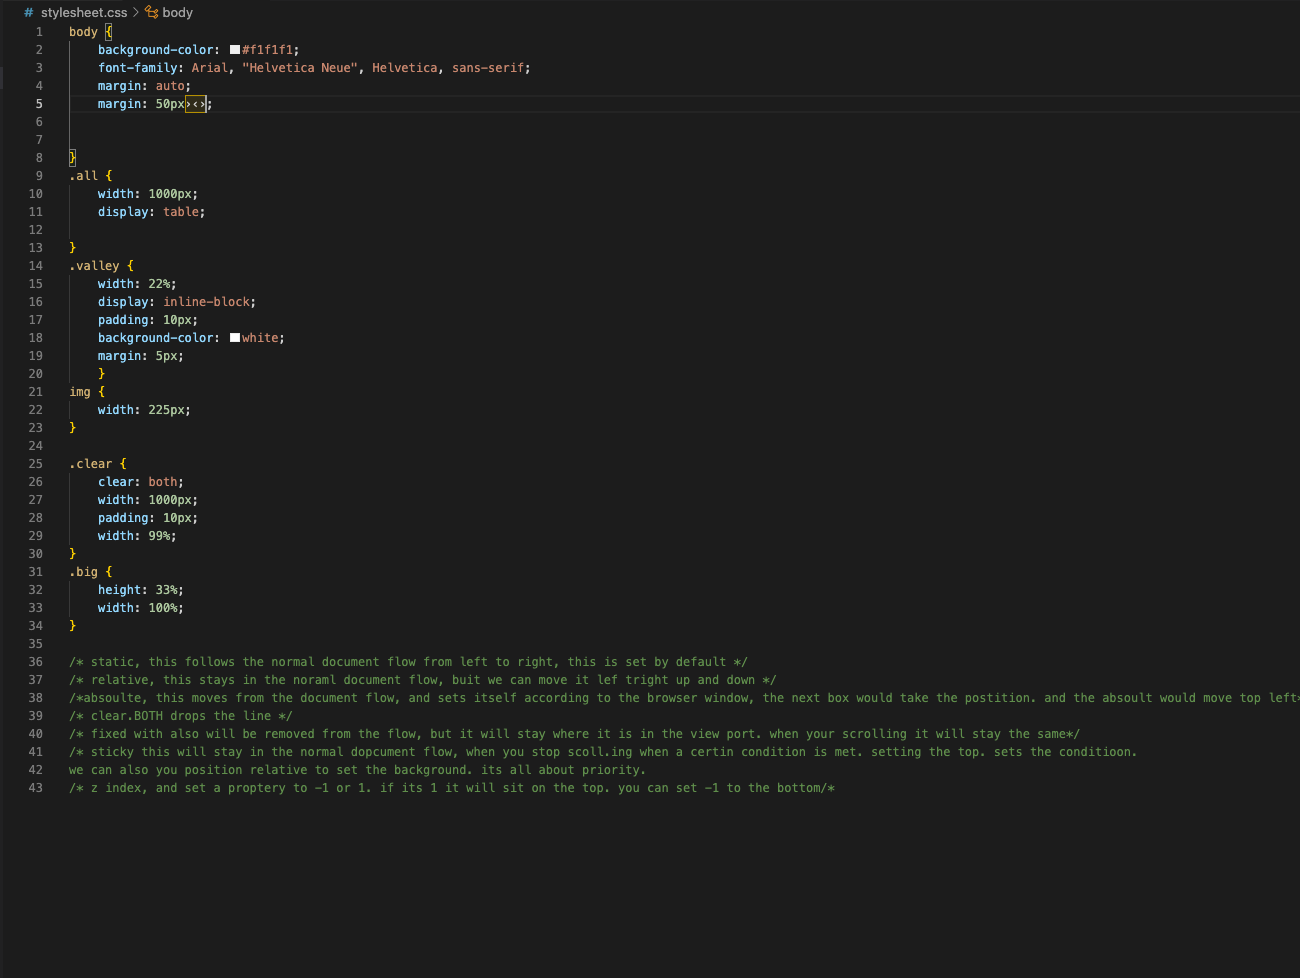 # stylesheet.css > body
1 body {
2 background-color: #f1f1f1;
3 font-family: Arial, "Helvetica Neue", Helvetica, sans-serif;
4 margin: auto;
5 margin: 50px›‹›;
6
7
8 }
9 .all {
10 width: 1000px;
11 display: table;
12
13 }
14 .valley {
15 width: 22%;
16 display: inline-block;
17 padding: 10px;
18 background-color: white;
19 margin: 5px;
20 }
21 img {
22 width: 225px;
23 }
24
25 .clear {
26 clear: both;
27 width: 1000px;
28 padding: 10px;
29 width: 99%;
30 }
31 .big {
32 height: 33%;
33 width: 100%;
34 }
35
36 /* static, this follows the normal document flow from left to right, this is set by default */
37 /* relative, this stays in the noraml document flow, buit we can move it lef tright up and down */
38 /*absoulte, this moves from the document flow, and sets itself according to the browser window, the next box would take the postition. and the absoult would move top left*
39 /* clear.BOTH drops the line */
40 /* fixed with also will be removed from the flow, but it will stay where it is in the view port. when your scrolling it will stay the same*/
41 /* sticky this will stay in the normal dopcument flow, when you stop scoll.ing when a certin condition is met. setting the top. sets the conditioon.
42 we can also you position relative to set the background. its all about priority.
43 /* z index, and set a proptery to -1 or 1. if its 1 it will sit on the top. you can set -1 to the bottom/*